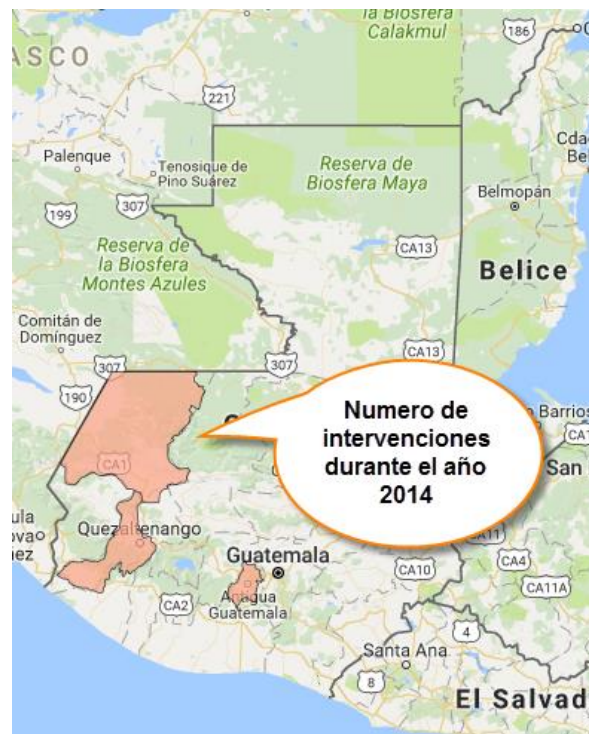 la Biosfera
Calakmul
186
ASCO
221
Palenque
Tenosique de
Pino Suárez
Reserva de
Biosfera Maya
Belmopán
199
307
Reserva de
la Biosfera
Montes Azules
CA13
Belice
Comitán de
Domínguez
CA13
307
307
190
Numero de
intervenciones
durante el año
2014
Barrios
CA1
San
Quezaltenango
CA11
Guatemala
CA10
CA4
CA11A
Antigua
Guatemala
CA2
4
Santa Ana
8
El Salvad